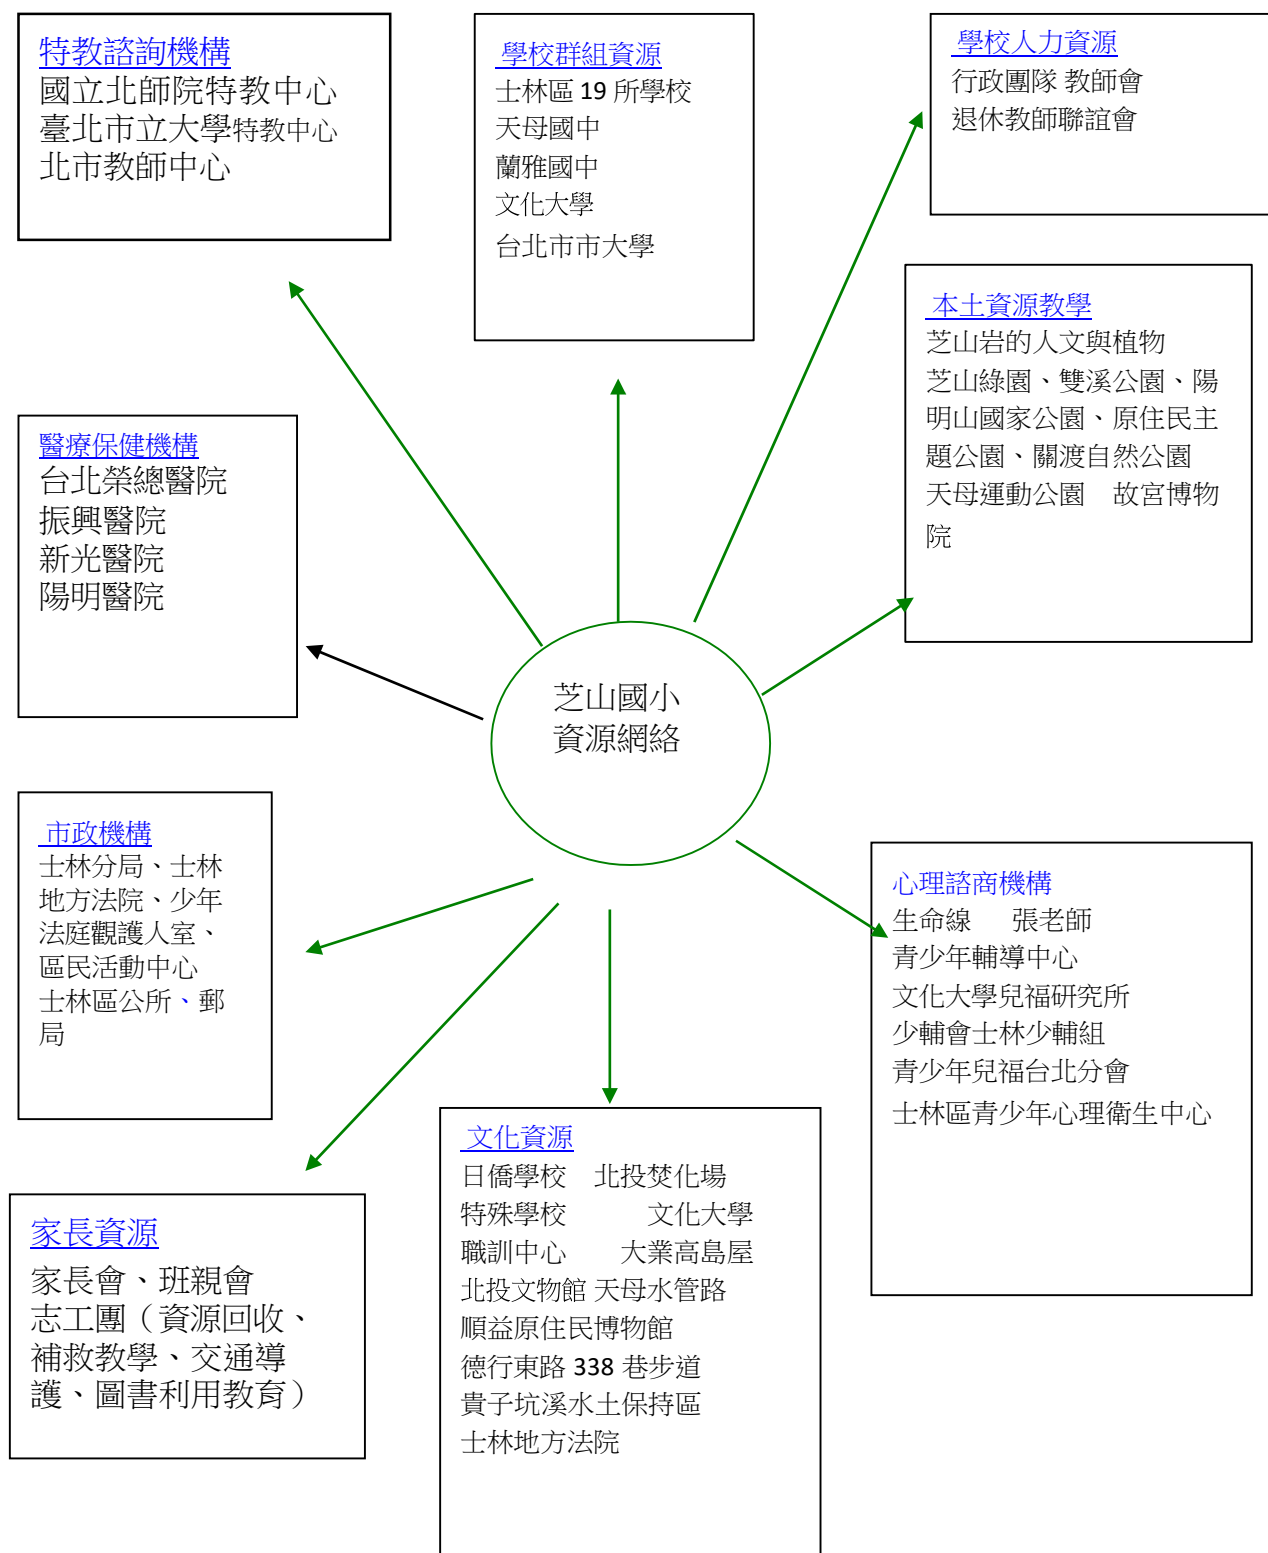 特教諮詢機構
國立北師院特教中心
臺北市立大學特教中心
北市教師中心
學校群組資源
士林區 19 所學校
天母國中
蘭雅國中
文化大學
台北市市大學
學校人力資源
行政團隊 教師會
退休教師聯誼會
本土資源教學
芝山岩的人文與植物
芝山綠園、雙溪公園、陽
明山國家公園、原住民主
題公園、關渡自然公園
天母運動公園　故宮博物
院
醫療保健機構
台北榮總醫院
振興醫院
新光醫院
陽明醫院
芝山國小
資源網絡
市政機構
士林分局、士林
地方法院、少年
法庭觀護人室、
區民活動中心
士林區公所、郵
局
心理諮商機構
生命線　張老師
青少年輔導中心
文化大學兒福研究所
少輔會士林少輔組
青少年兒福台北分會
士林區青少年心理衛生中心
家長資源
家長會、班親會
志工團（資源回收、
補救教學、交通導
護、圖書利用教育）
文化資源
日僑學校　北投焚化場
特殊學校　　文化大學
職訓中心　　大業高島屋
北投文物館 天母水管路
順益原住民博物館
德行東路 338 巷步道
貴子坑溪水土保持區
士林地方法院